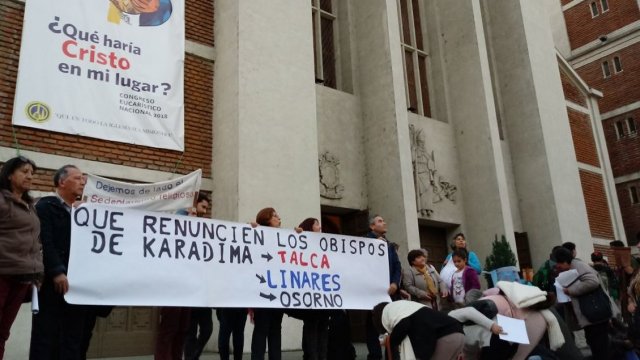 ¿Qué haría
Cristo
en mi lugar?
CONGRESO
EUCARÍSTICO
NACIONAL
2018
Dejemos de lado el
QUE RENUNCIEN LOS OBISPOS
DE KARADIMA → TALCA
→ LINARES
→ OSORNO